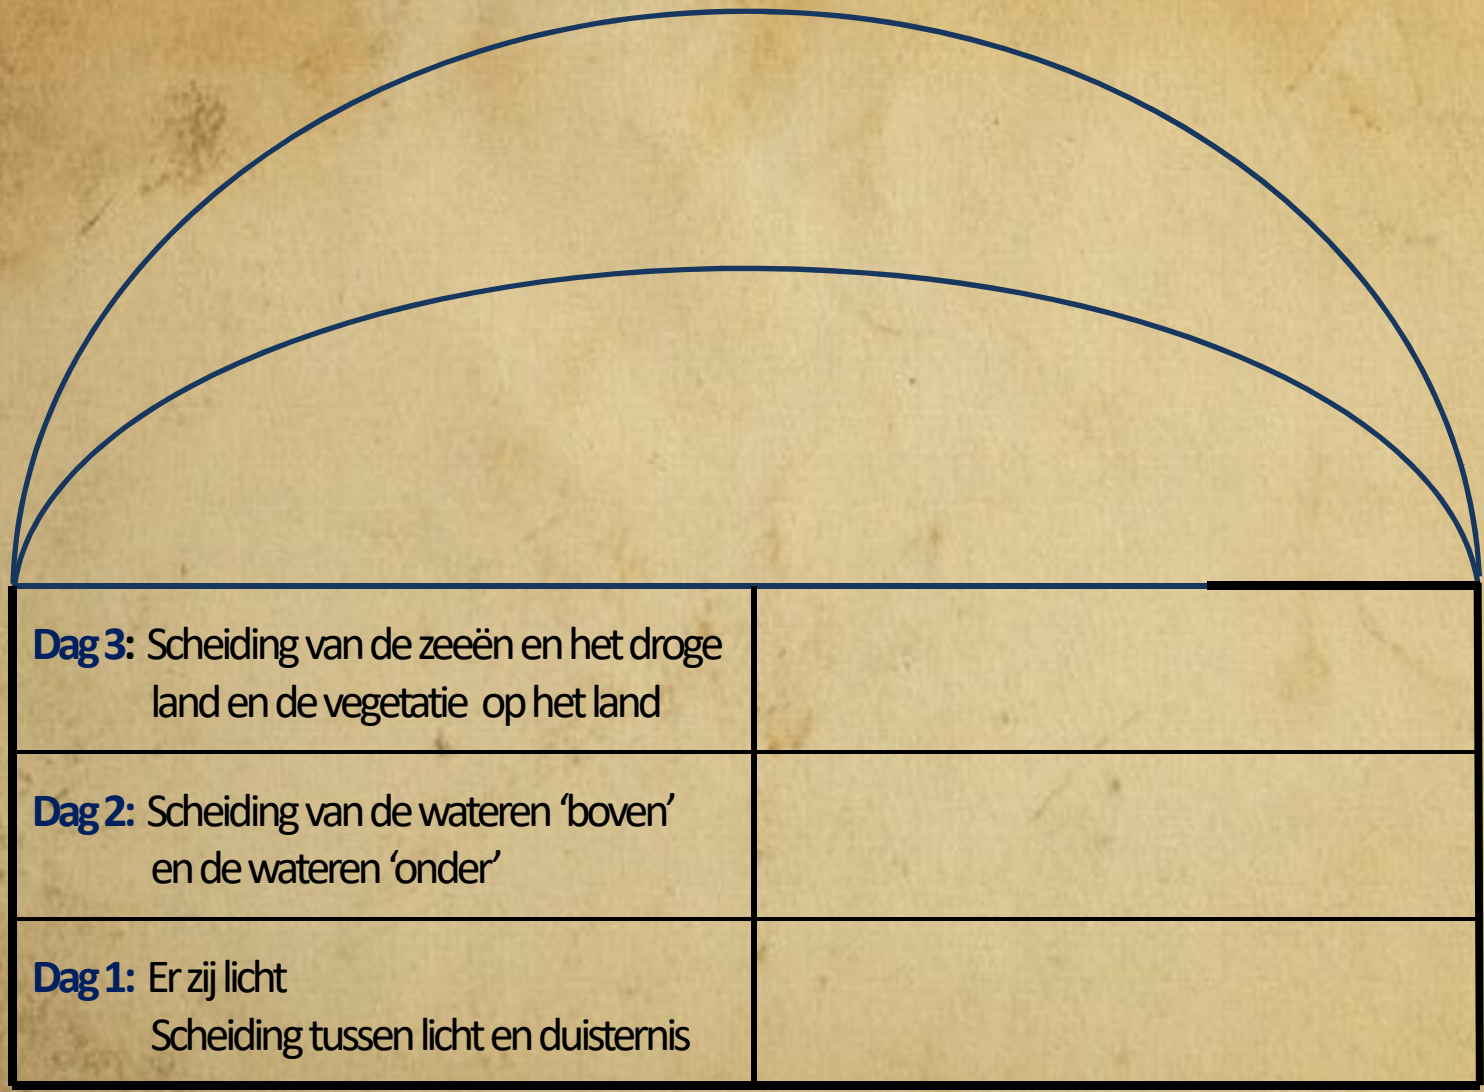 Dag 3: Scheiding van de zeeën en het droge
land en de vegetatie op het land
Dag 2: Scheiding van de wateren ‘boven’
en de wateren ‘onder’
Dag 1: Er zij licht
Scheiding tussen licht en duisternis